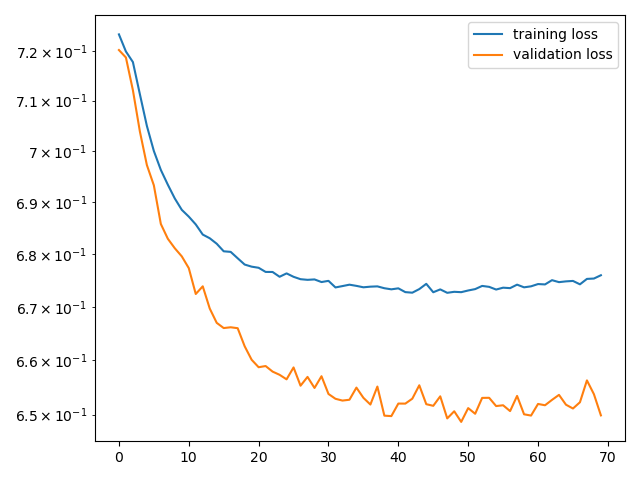 training loss
validation loss
7.2 × 10⁻¹
7.1 × 10⁻¹
7 × 10⁻¹
6.9 × 10⁻¹
6.8 × 10⁻¹
6.7 × 10⁻¹
6.6 × 10⁻¹
6.5 × 10⁻¹
0 10 20 30 40 50 60 70